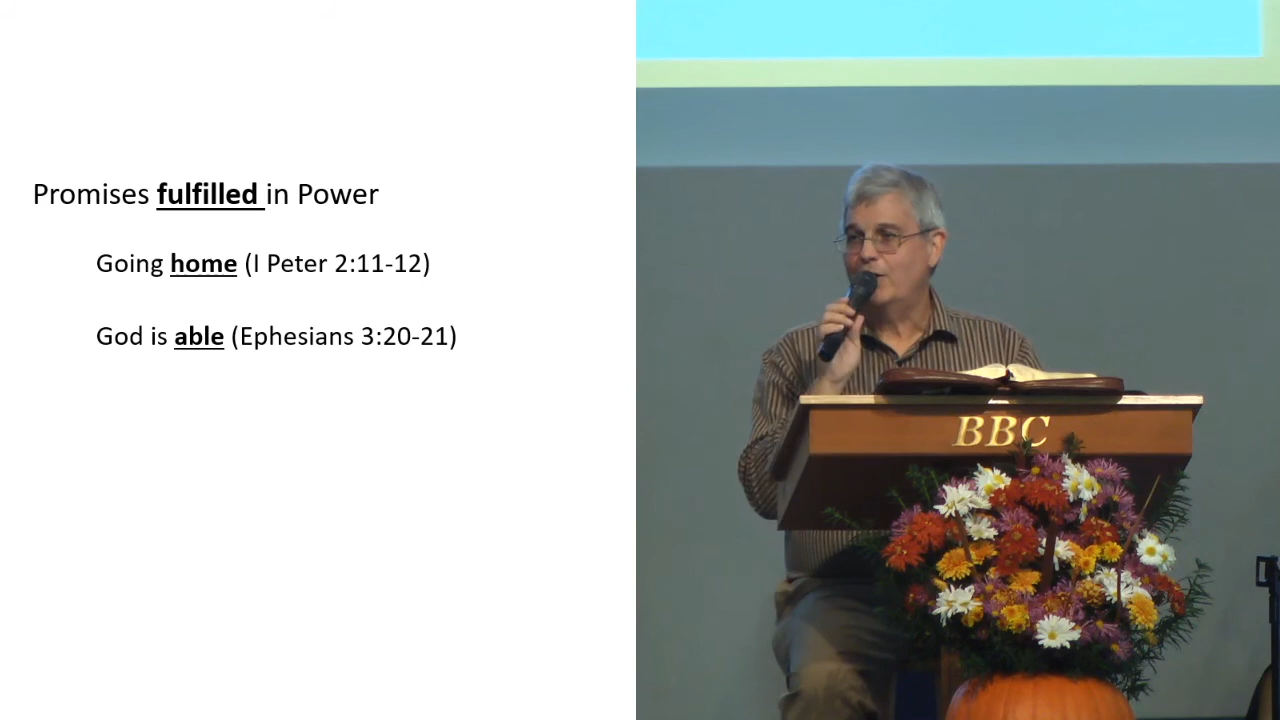 Promises fulfilled in Power
Going home (I Peter 2:11-12)
God is able (Ephesians 3:20-21)
BBC